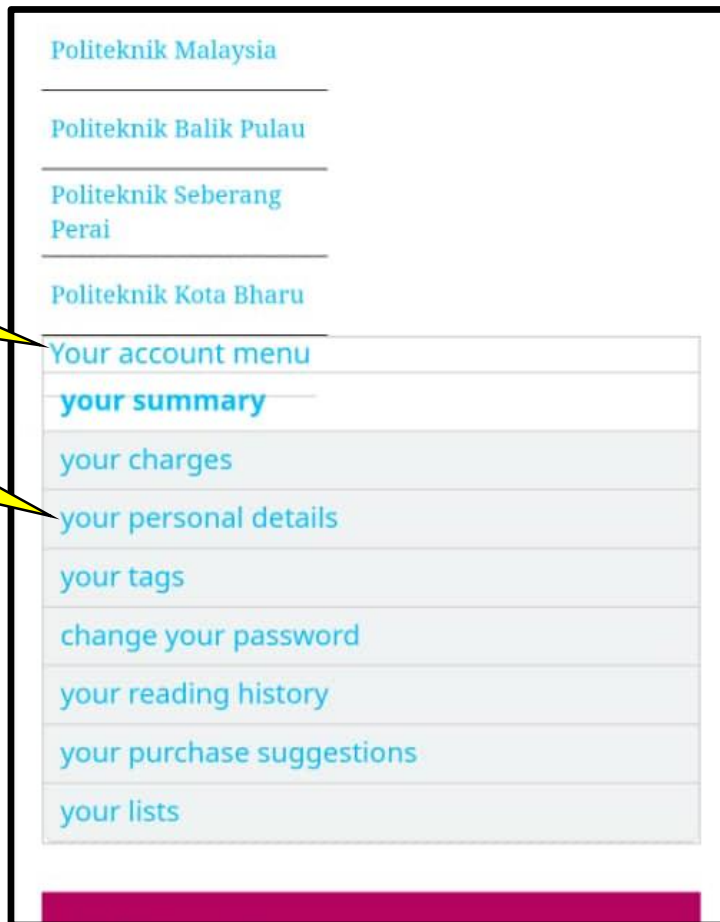 Politeknik Malaysia
Politeknik Balik Pulau
Politeknik Seberang
Perai
Politeknik Kota Bharu
Your account menu
your summary
your charges
your personal details
your tags
change your password
your reading history
your purchase suggestions
your lists